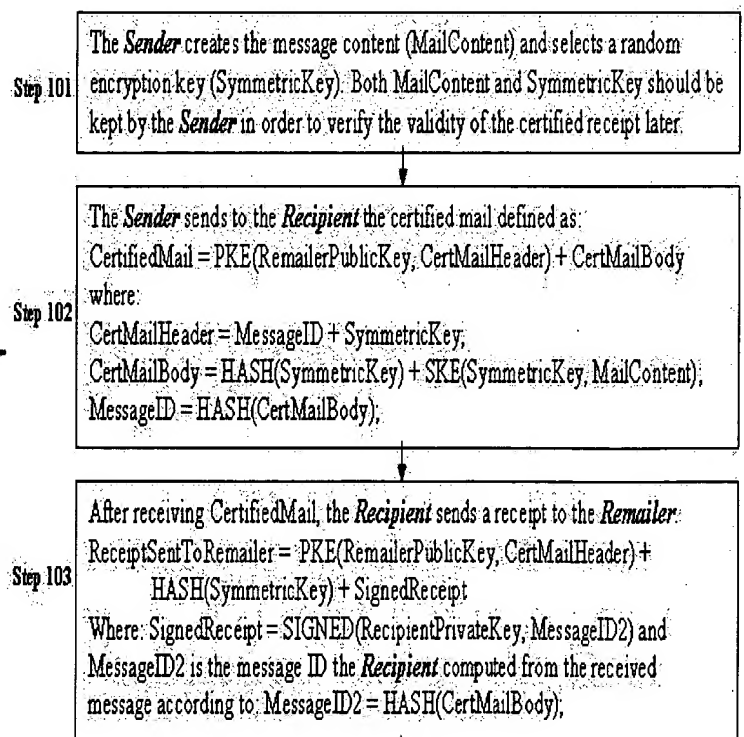 Step 101
The Sender creates the message content (MailContent) and selects a random
encryption key (SymmetricKey). Both MailContent and SymmetricKey should be
kept by the Sender in order to verify the validity of the certified receipt later.
Step 102
The Sender sends to the Recipient the certified mail defined as:
CertifiedMail = PKE(RemailerPublicKey, CertMailHeader) + CertMailBody
where:
CertMailHeader = MessageID + SymmetricKey,
CertMailBody = HASH(SymmetricKey) + SKE(SymmetricKey, MailContent),
MessageID = HASH(CertMailBody);
Step 103
After receiving CertifiedMail, the Recipient sends a receipt to the Remailer:
ReceiptSentToRemailer = PKE(RemailerPublicKey, CertMailHeader) +
HASH(SymmetricKey) + SignedReceipt
Where: SignedReceipt = SIGNED(RecipientPrivateKey, MessageID2) and
MessageID2 is the message ID the Recipient computed from the received
message according to: MessageID2 = HASH(CertMailBody);